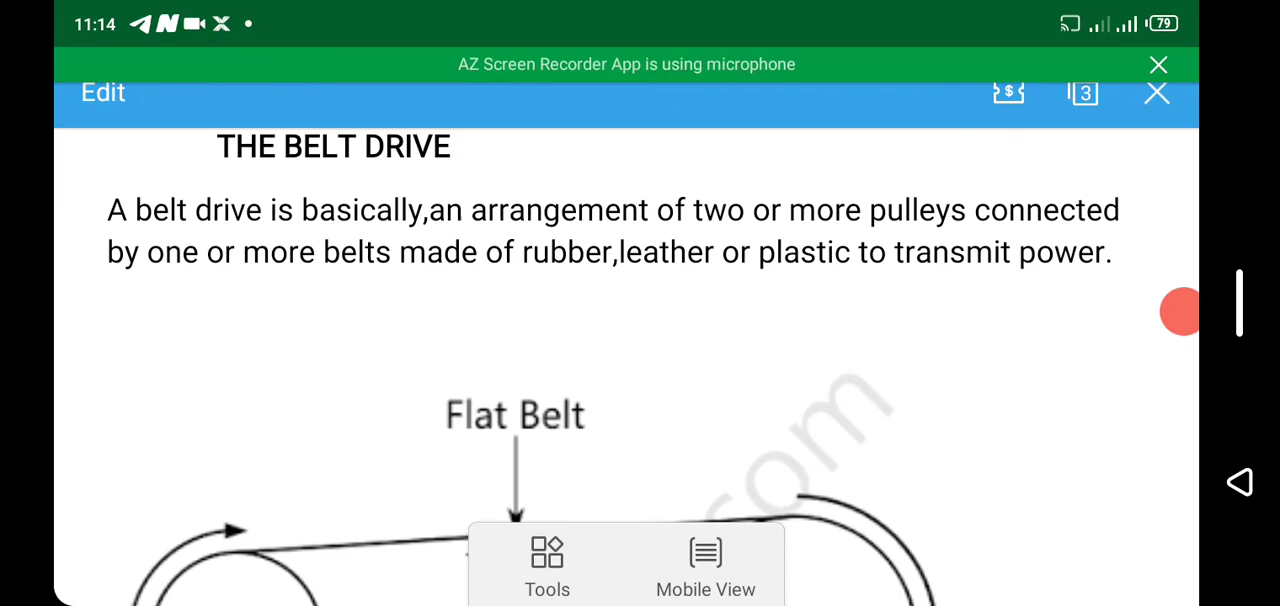 11:14
79
AZ Screen Recorder App is using microphone
Edit
$
3
THE BELT DRIVE
A belt drive is basically,an arrangement of two or more pulleys connected
by one or more belts made of rubber,leather or plastic to transmit power.
Flat Belt
com
Tools
Mobile View